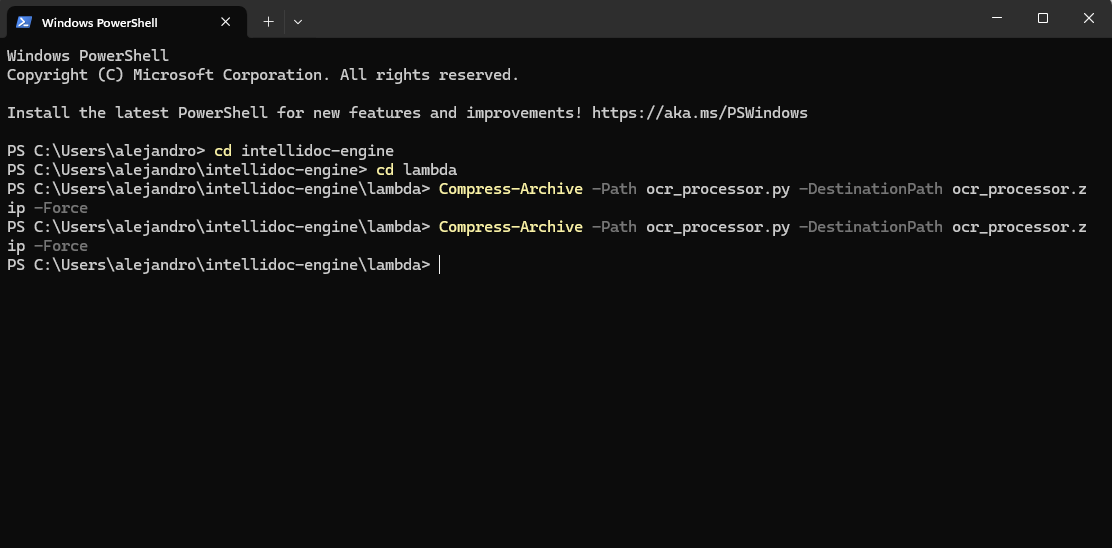 Windows PowerShell
Windows PowerShell
Copyright (C) Microsoft Corporation. All rights reserved.
Install the latest PowerShell for new features and improvements! https://aka.ms/PSWindows
PS C:\Users\alejandro> cd intellidoc-engine
PS C:\Users\alejandro\intellidoc-engine> cd lambda
PS C:\Users\alejandro\intellidoc-engine\lambda> Compress-Archive -Path ocr_processor.py -DestinationPath ocr_processor.z
ip -Force
PS C:\Users\alejandro\intellidoc-engine\lambda> Compress-Archive -Path ocr_processor.py -DestinationPath ocr_processor.z
ip -Force
PS C:\Users\alejandro\intellidoc-engine\lambda>